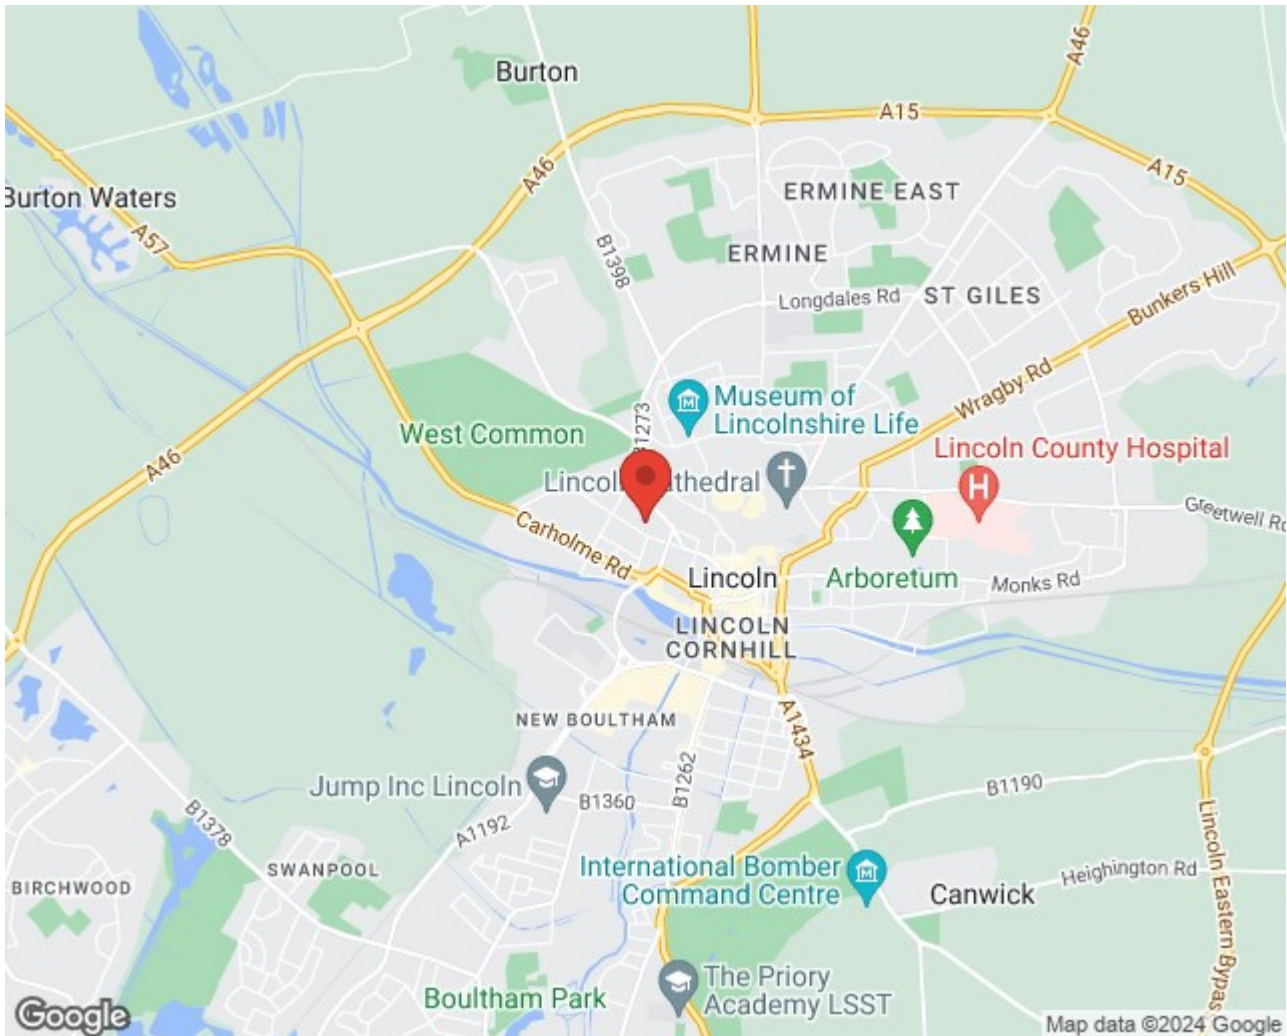 Burton
A46
A15
A46
A15
ERMINE EAST
Burton Waters
A57
B1398
ERMINE
Bunkers Hill
Longdales Rd
ST GILES
Wragby Rd
Museum of
Lincolnshire Life
B1273
West Common
A46
Lincoln County Hospital
H
Lincol
thedral
Greetwell Rd
Carholme Rd
Lincoln
Arboretum
Monks Rd
LINCOLN
CORNHILL
NEW BOULTHAM
A1434
B1262
Jump Inc Lincoln
B1360
B1190
A1192
B1378
Lincoln Eastern Bypas
SWANPOOL
BIRCHWOOD
International Bomber
Command Centre
Heighington Rd
Canwick
The Priory
Academy LSST
Boultham Park
Google
Map data ©2024 Google